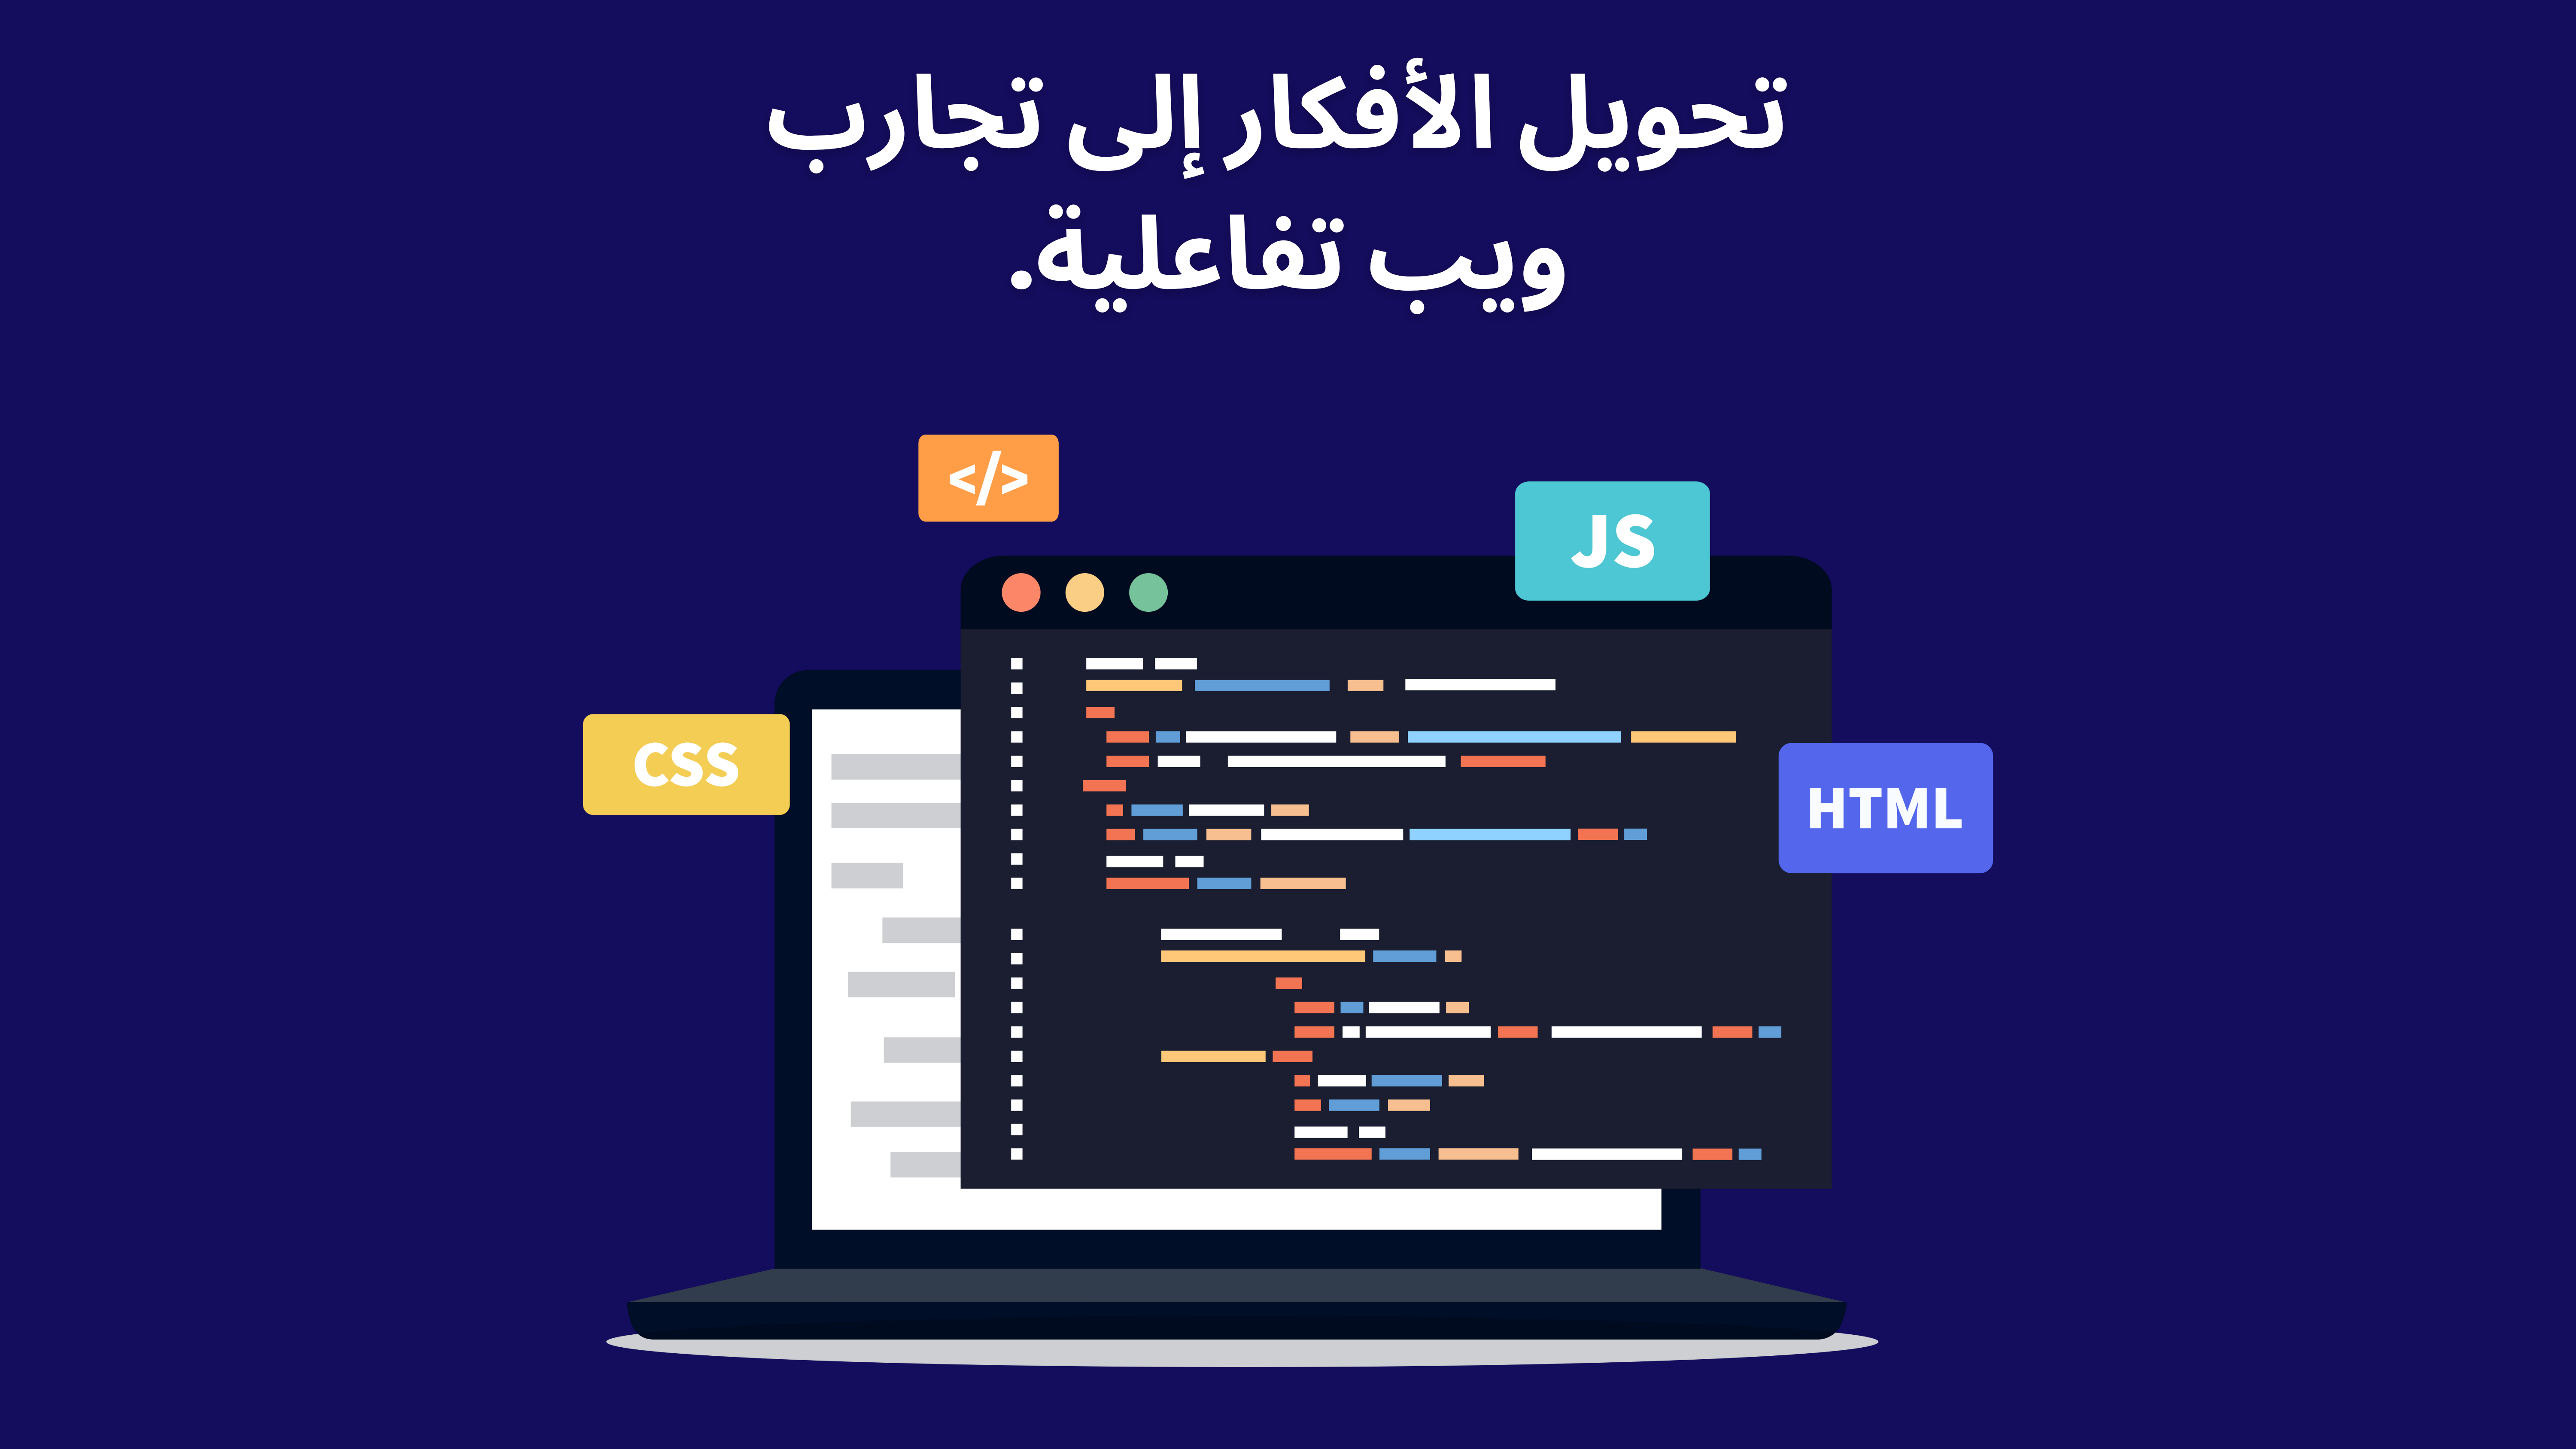 تحويل الأفكار إلى تجارب
ويب تفاعلية.
</>
JS
CSS
HTML